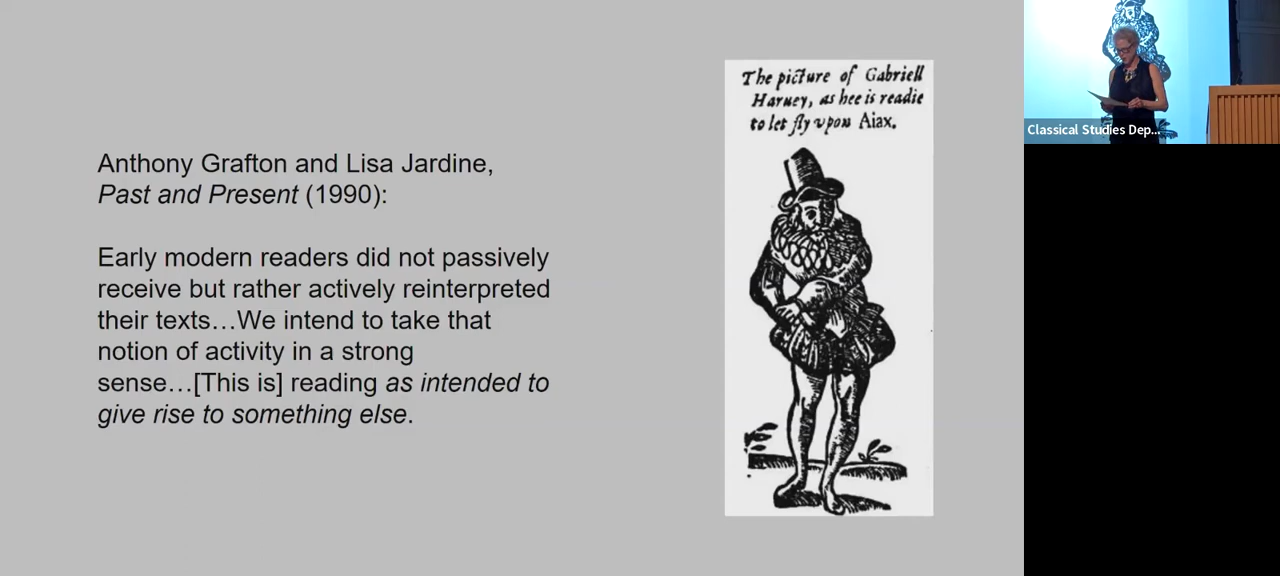 Anthony Grafton and Lisa Jardine,
Past and Present (1990):
Early modern readers did not passively
receive but rather actively reinterpreted
their texts…We intend to take that
notion of activity in a strong
sense…[This is] reading as intended to
give rise to something else.
The picture of Gabriell
Haruey, as hee is readie
to let fly vpon Aiax.
Classical Studies Dep...